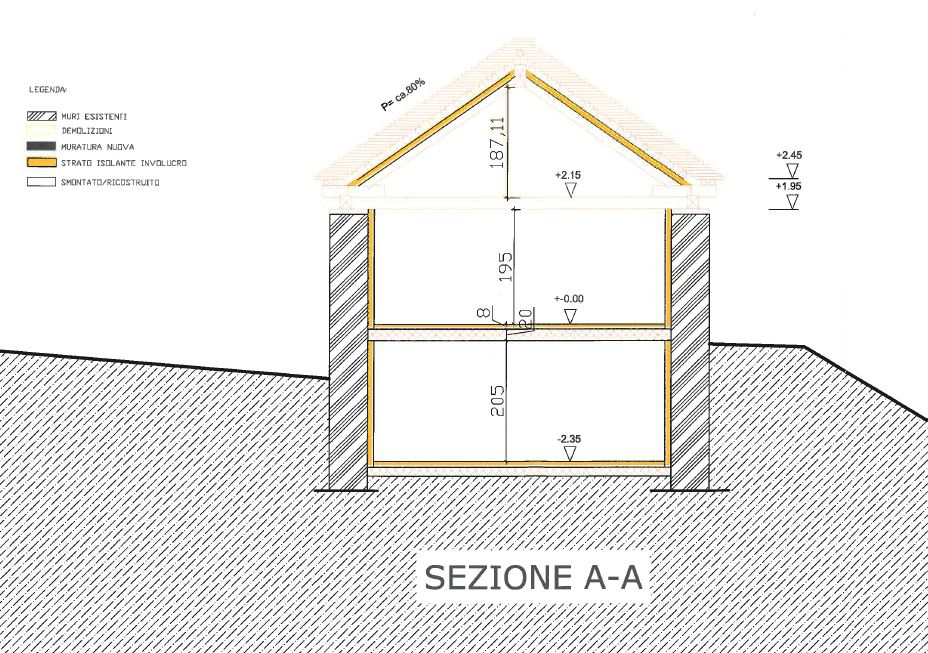 LEGENDA:
MURI ESISTENTI
DEMOLIZIONI
MURATURA NUOVA
STRATO ISOLANTE INVOLUCRO
SMONTATO/RICOSTRUITO
P= ca.80%
187,11
+2.15
+2.45
+1.95
195
8
20
+-0.00
205
-2.35
SEZIONE A-A